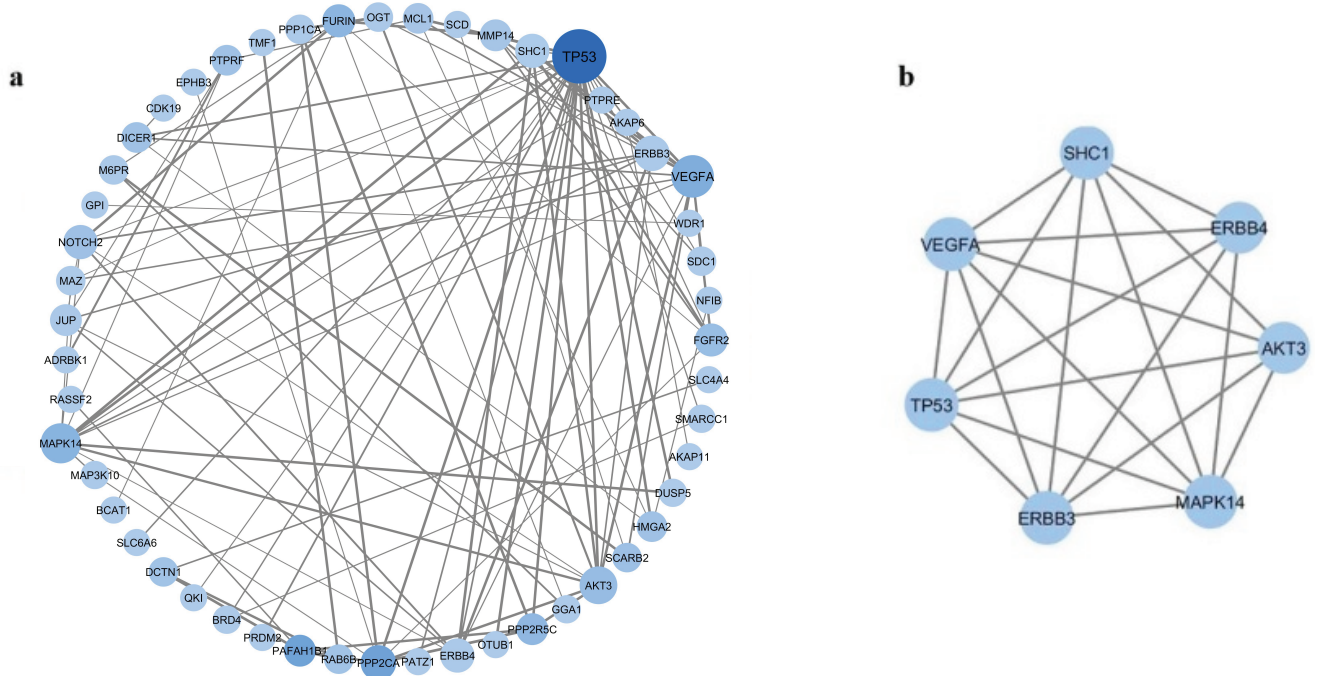 a
b
OGT
MCL1
FURIN
SCD
PPP1CA
MMP14
TMF1
SHC1
TP53
PTPRF
EPHB3
PTPRE
CDK19
AKAP6
DICER1
ERBB3
M6PR
VEGFA
GPI
WDR1
NOTCH2
SDC1
MAZ
NFIB
JUP
FGFR2
ADRBK1
SLC4A4
RASSF2
SMARCC1
MAPK14
AKAP11
MAP3K10
DUSP5
BCAT1
HMGA2
SLC6A6
SCARB2
DCTN1
AKT3
QKI
GGA1
BRD4
PPP2R5C
PRDM2
OTUB1
PAFAH1B1
RAB6B
PPP2CA
PATZ1
ERBB4
SHC1
ERBB4
VEGFA
AKT3
TP53
MAPK14
ERBB3